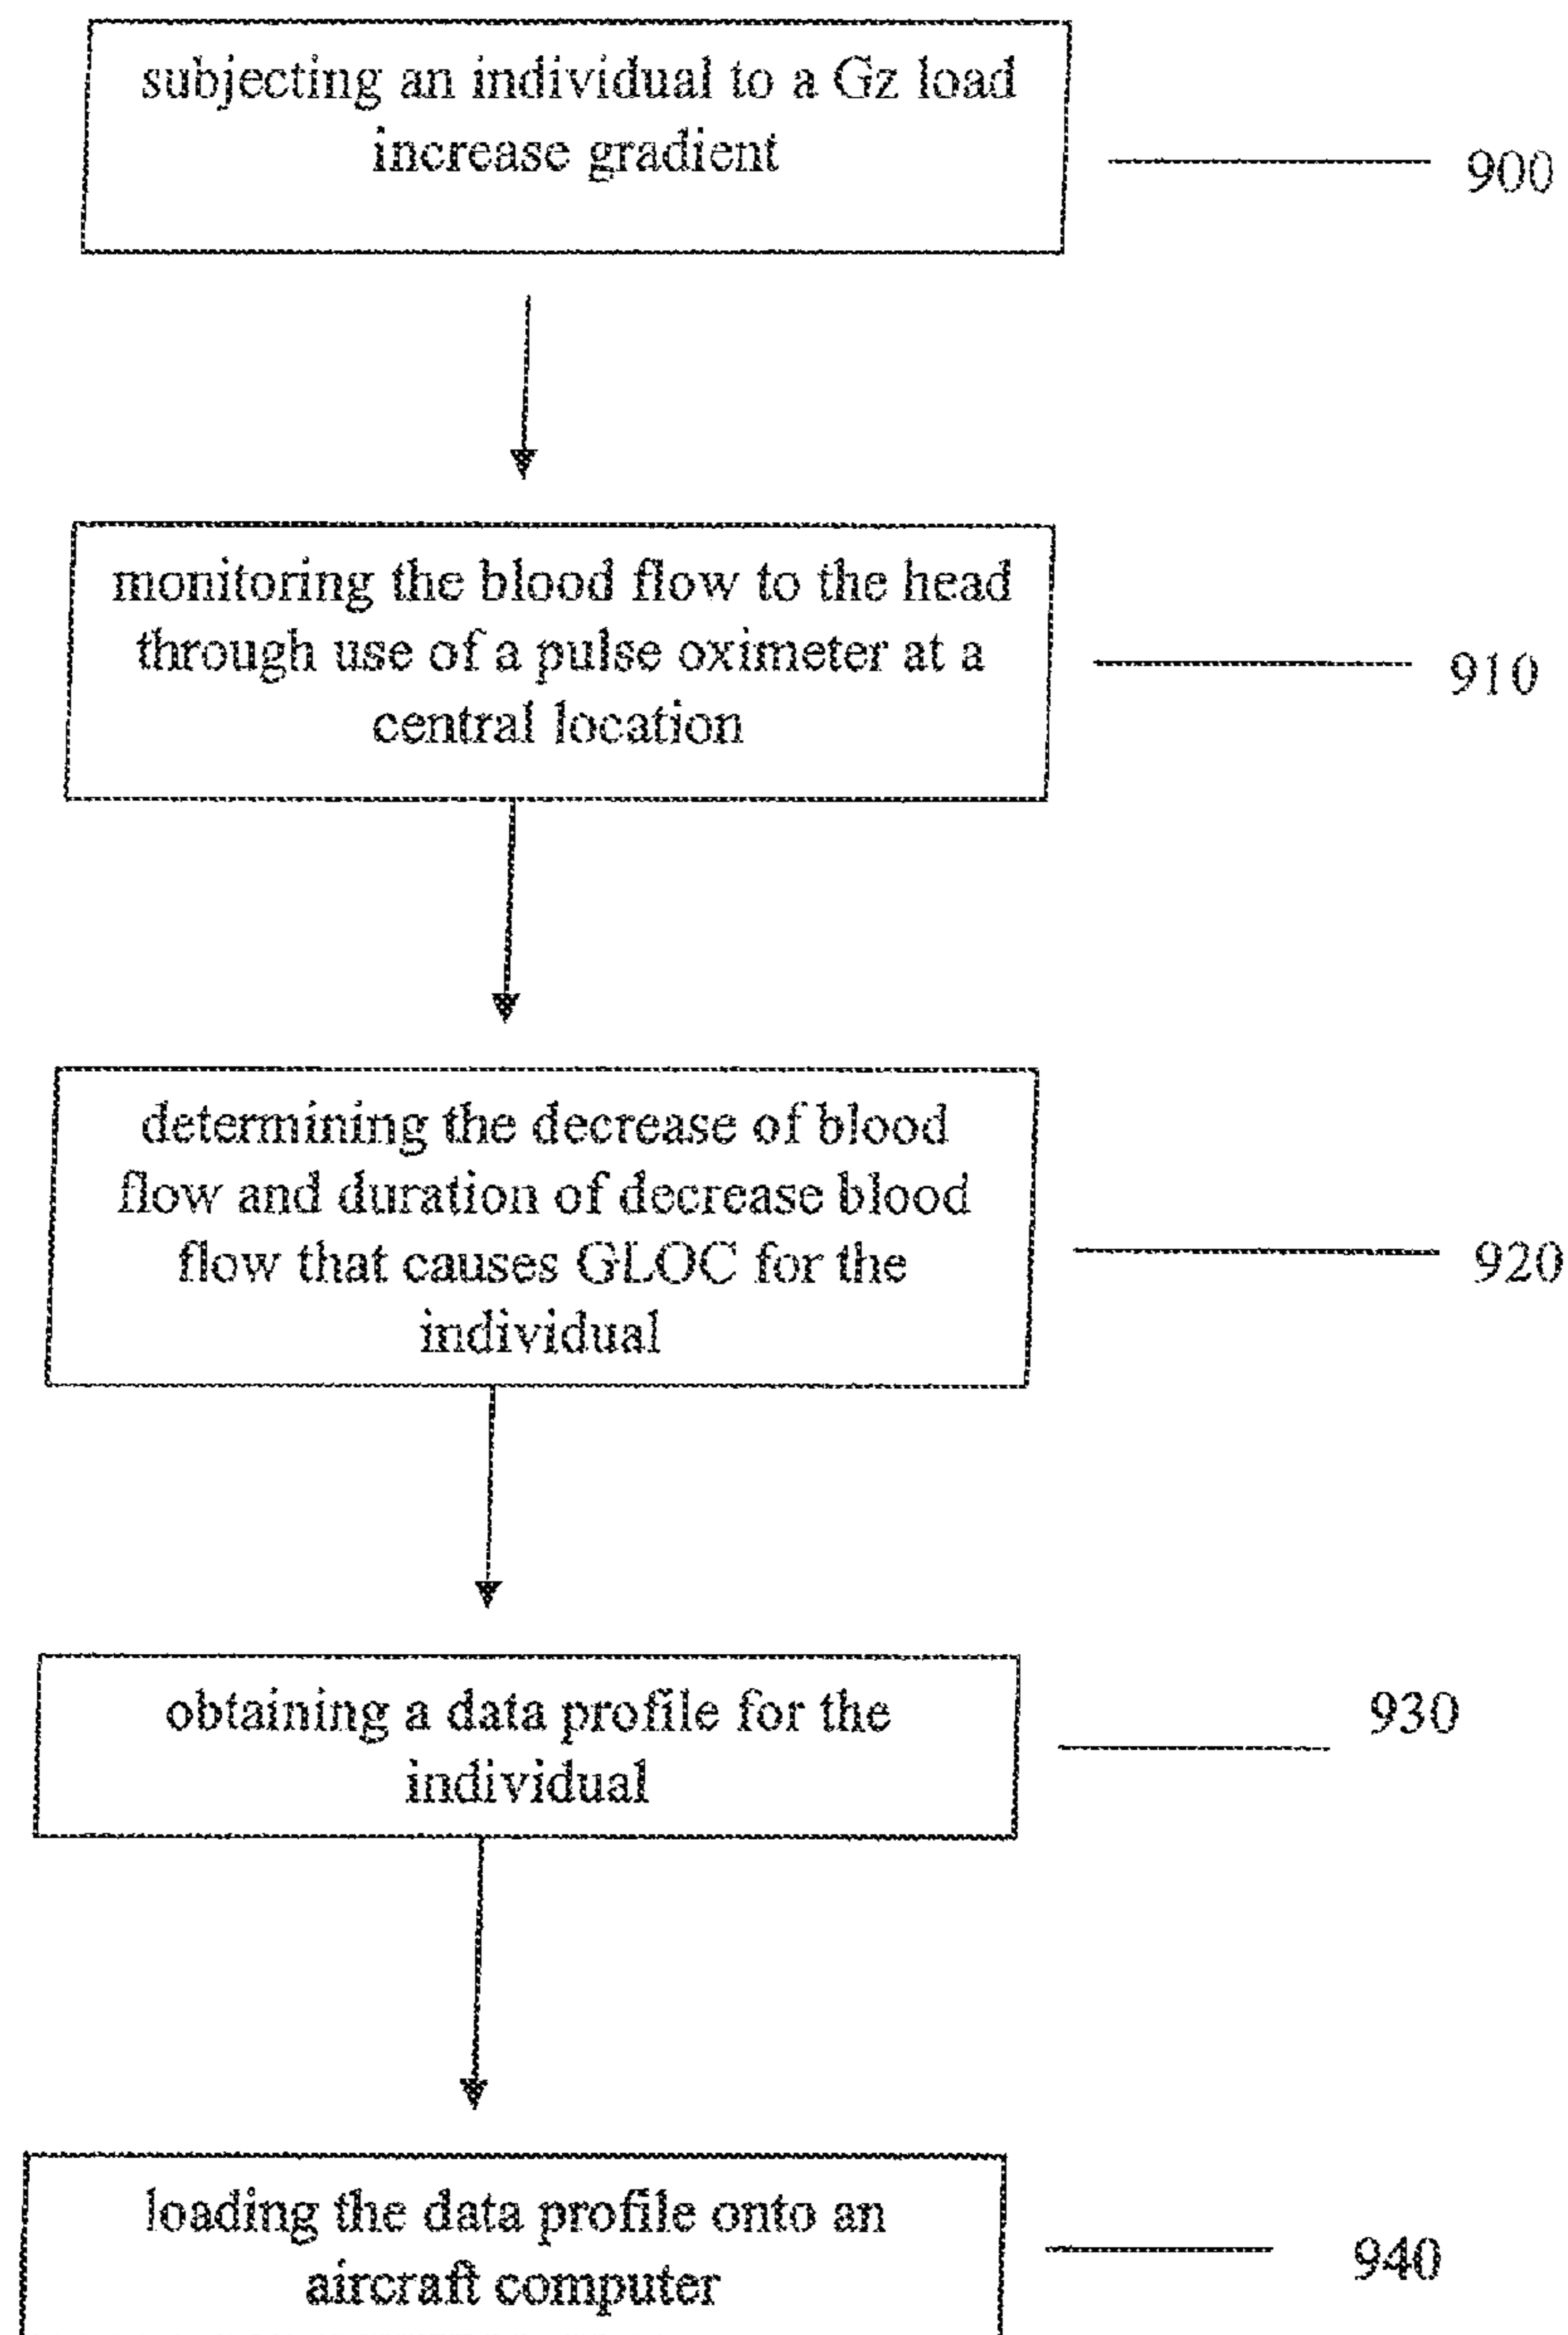 subjecting an individual to a Gz load
increase gradient
900
monitoring the blood flow to the head
through use of a pulse oximeter at a
central location
910
determining the decrease of blood
flow and duration of decrease blood
flow that causes GLOC for the
individual
920
obtaining a data profile for the
individual
930
loading the data profile onto an
aircraft computer
940